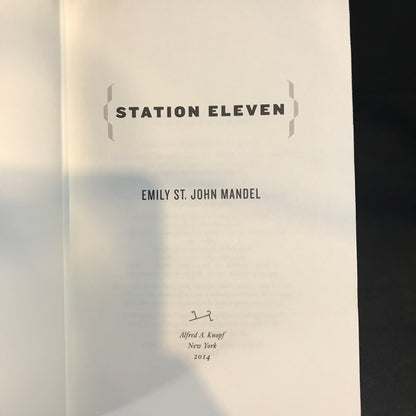 STATION ELEVEN
EMILY ST. JOHN MANDEL
Alfred A. Knopf
New York
2014